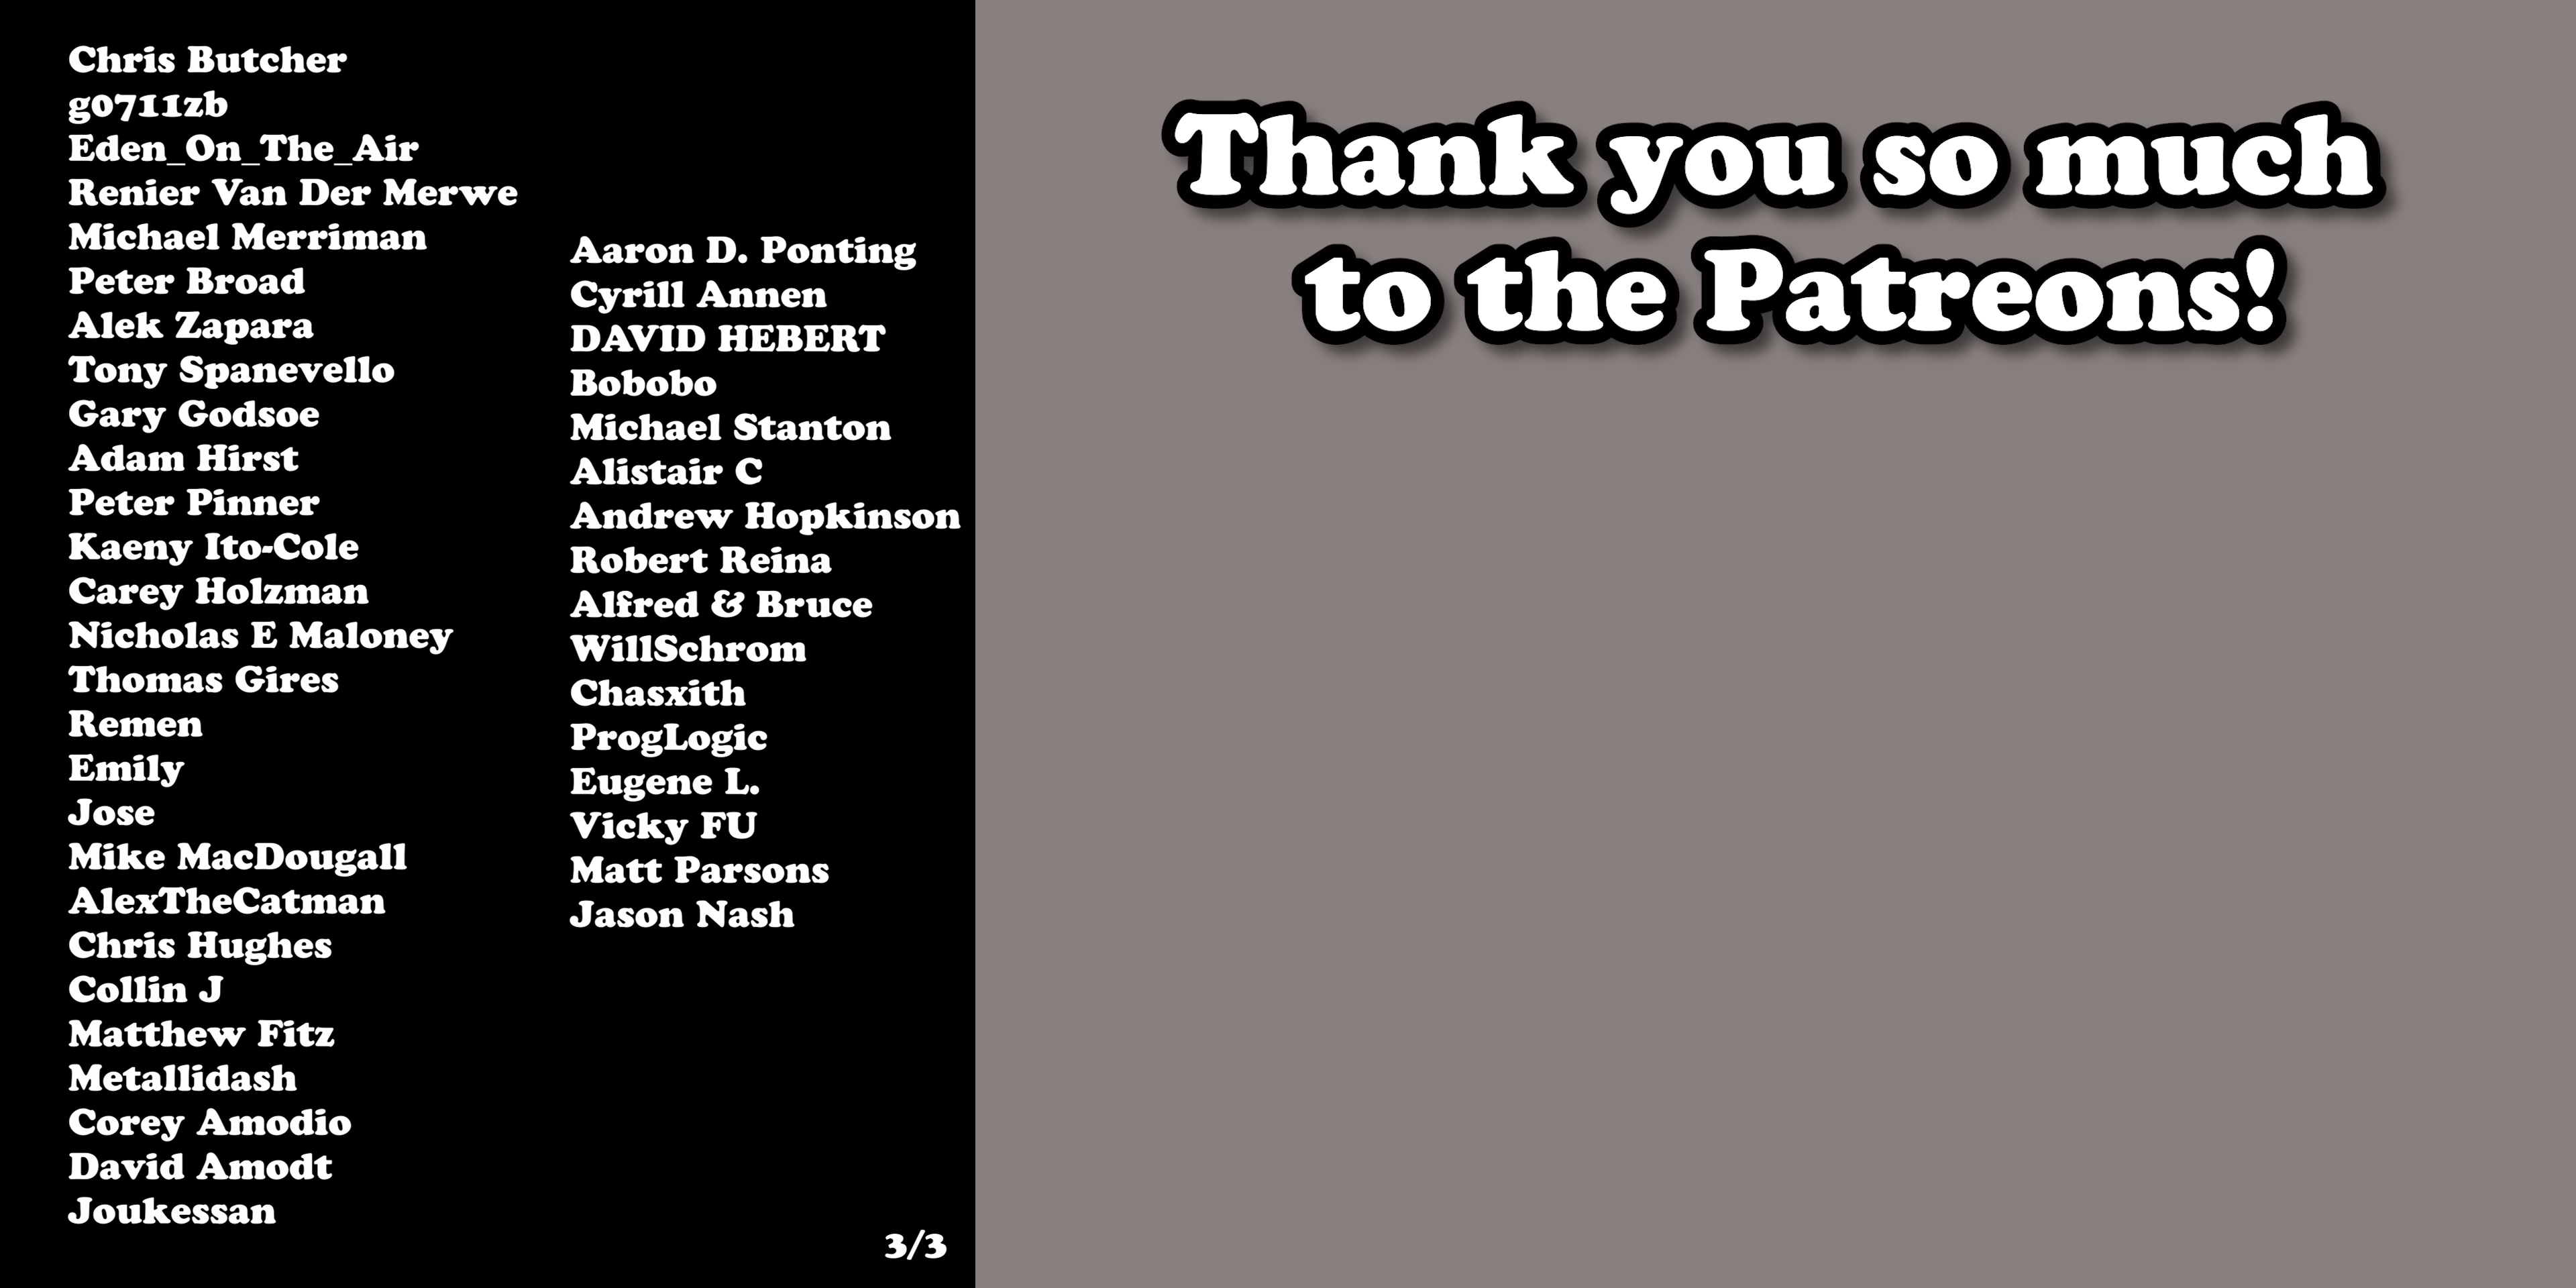 Chris Butcher
g0711zb
Eden_On_The_Air
Renier Van Der Merwe
Michael Merriman
Peter Broad
Alek Zapara
Tony Spanevello
Gary Godsoe
Adam Hirst
Peter Pinner
Kaeny Ito-Cole
Carey Holzman
Nicholas E Maloney
Thomas Gires
Remen
Emily
Jose
Mike MacDougall
AlexTheCatman
Chris Hughes
Collin J
Matthew Fitz
Metallidash
Corey Amodio
David Amodt
Joukessan
Aaron D. Ponting
Cyrill Annen
DAVID HEBERT
Bobobo
Michael Stanton
Alistair C
Andrew Hopkinson
Robert Reina
Alfred & Bruce
WillSchrom
Chasxith
ProgLogic
Eugene L.
Vicky FU
Matt Parsons
Jason Nash
3/3
Thank you so much
to the Patreons!